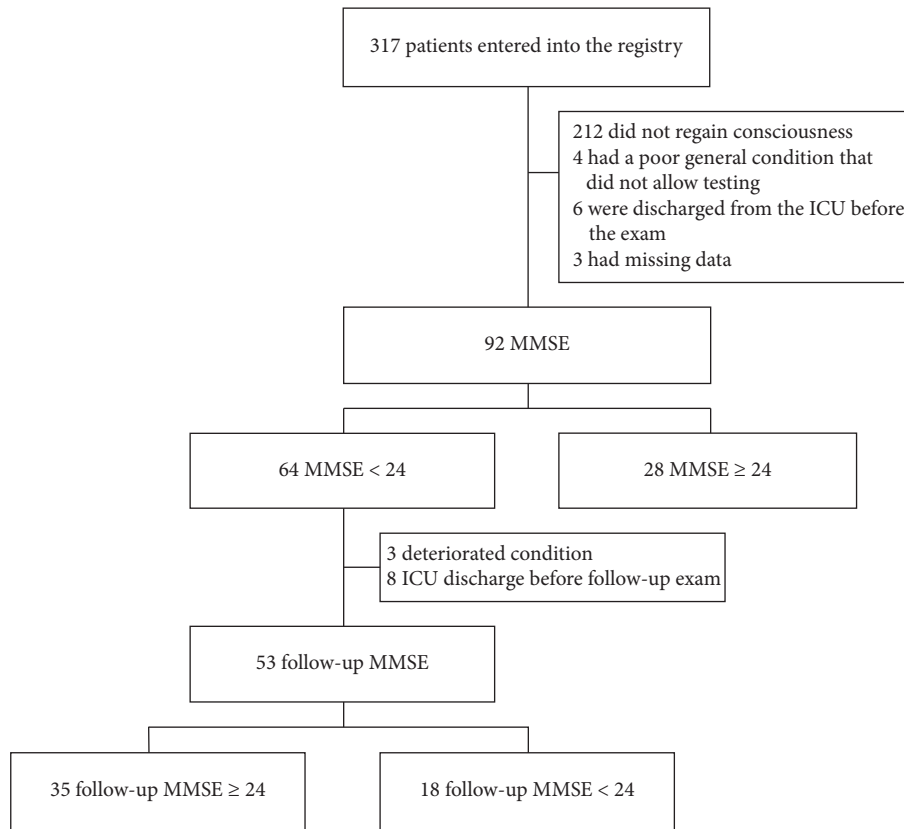 317 patients entered into the registry
212 did not regain consciousness
4 had a poor general condition that
did not allow testing
6 were discharged from the ICU before
the exam
3 had missing data
92 MMSE
64 MMSE < 24
28 MMSE ≥ 24
3 deteriorated condition
8 ICU discharge before follow-up exam
53 follow-up MMSE
35 follow-up MMSE ≥ 24
18 follow-up MMSE < 24